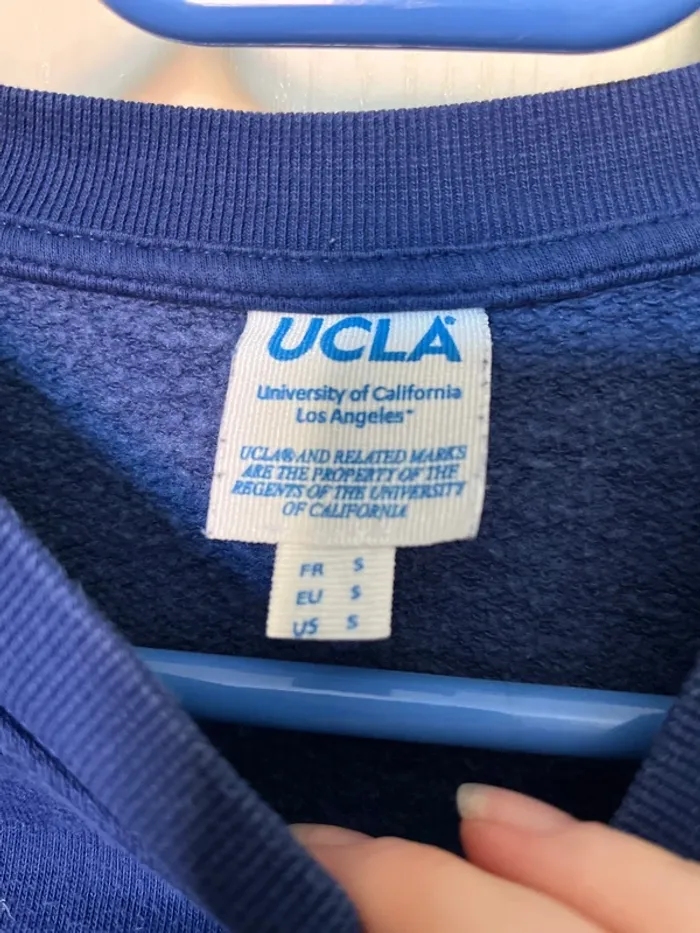 UCLA
University of California
Los Angeles™
UCLA® AND RELATED MARKS
ARE THE PROPERTY OF THE
REGENTS OF THE UNIVERSITY
OF CALIFORNIA
FR S
EU S
US S